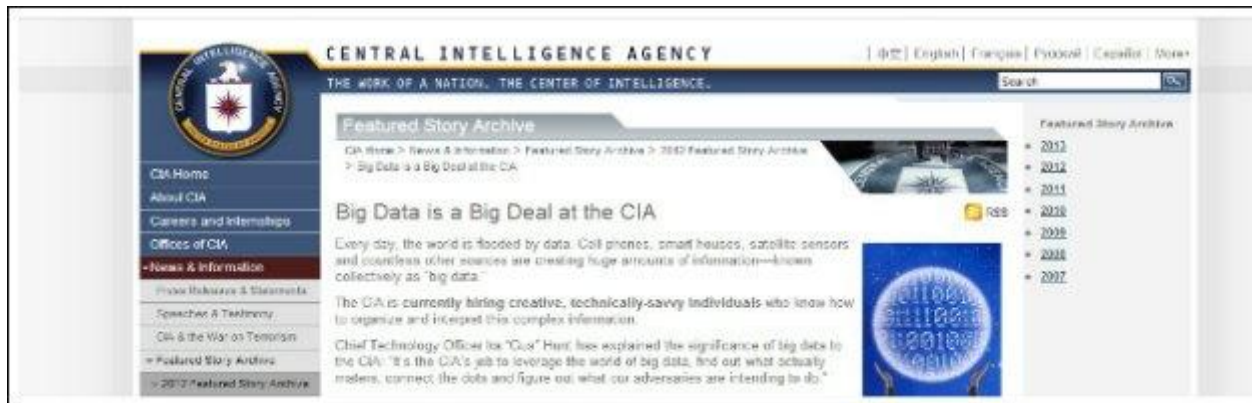 CENTRAL INTELLIGENCE AGENCY
| 中文 | English | Français | Русский | Español | More
THE WORK OF A NATION. THE CENTER OF INTELLIGENCE.
Search
CENTRAL INTELLIGENCE AGENCY
CIA Home
About CIA
Careers and Internships
Offices of CIA
News & Information
Press Releases & Statements
Speeches & Testimony
CIA & the War on Terrorism
Featured Story Archive
2012 Featured Story Archive
Featured Story Archive
CIA Home > News & Information > Featured Story Archive > 2012 Featured Story Archive
> Big Data is a Big Deal at the CIA
Big Data is a Big Deal at the CIA
RSS
Every day, the world is flooded by data. Cell phones, smart houses, satellite sensors
and countless other sources are creating huge amounts of information—known
collectively as "big data."
The CIA is currently hiring creative, technically-savvy individuals who know how
to organize and interpret this complex information.
Chief Technology Officer Ira "Gus" Hunt has explained the significance of big data to
the CIA: "It's the CIA's job to leverage the world of big data, find out what actually
matters, connect the dots and figure out what our adversaries are intending to do."
Featured Story Archive
2013
2012
2011
2010
2009
2008
2007